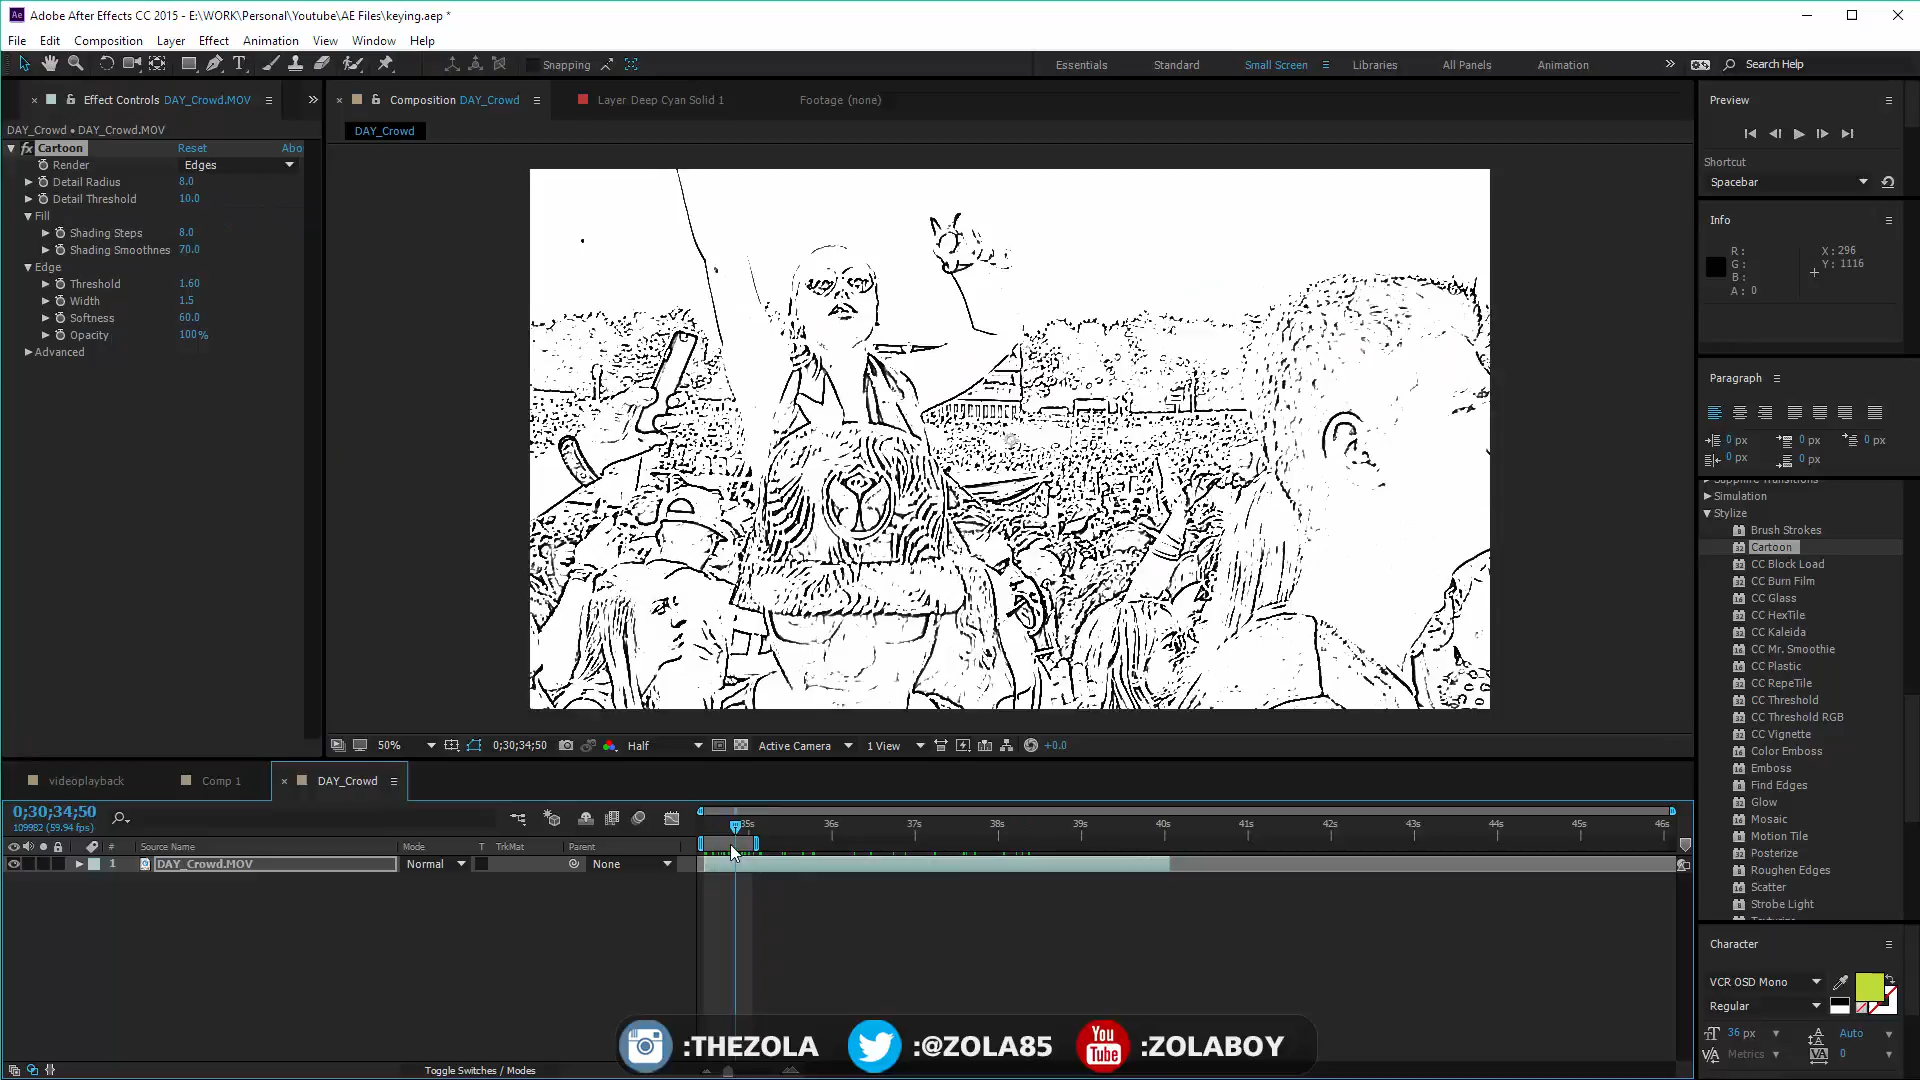 Adobe After Effects CC 2015 - E:\WORK\Personal\Youtube\AE Files\keying.aep *
File Edit Composition Layer Effect Animation View Window Help
Snapping
Essentials Standard Small Screen Libraries All Panels Animation
Search Help
Effect Controls DAY_Crowd.MOV
DAY_Crowd • DAY_Crowd.MOV
fx Cartoon Reset Abo
Render Edges
Detail Radius 8.0
Detail Threshold 10.0
Fill
Shading Steps 8.0
Shading Smoothnes 70.0
Edge
Threshold 1.60
Width 1.5
Softness 60.0
Opacity 100%
Advanced
Composition DAY_Crowd
Layer Deep Cyan Solid 1
Footage (none)
DAY_Crowd
50% 0;30;34;50 Half Active Camera 1 View +0.0
Preview
Shortcut
Spacebar
Info
R :
G :
B :
A : 0
X : 296
Y : 1116
Paragraph
0 px 0 px 0 px
0 px 0 px
Sapphire Transitions
Simulation
Stylize
Brush Strokes
Cartoon
CC Block Load
CC Burn Film
CC Glass
CC HexTile
CC Kaleida
CC Mr. Smoothie
CC Plastic
CC RepeTile
CC Threshold
CC Threshold RGB
CC Vignette
Color Emboss
Emboss
Find Edges
Glow
Mosaic
Motion Tile
Posterize
Roughen Edges
Scatter
Strobe Light
Character
VCR OSD Mono
Regular
36 px Auto
Metrics 0
videoplayback Comp 1 DAY_Crowd
0;30;34;50
109982 (59.94 fps)
35s 36s 37s 38s 39s 40s 41s 42s 43s 44s 45s 46s
# Source Name Mode T TrkMat Parent
1 DAY_Crowd.MOV Normal None
Toggle Switches / Modes
:THEZOLA
:@ZOLA85
You Tube :ZOLABOY